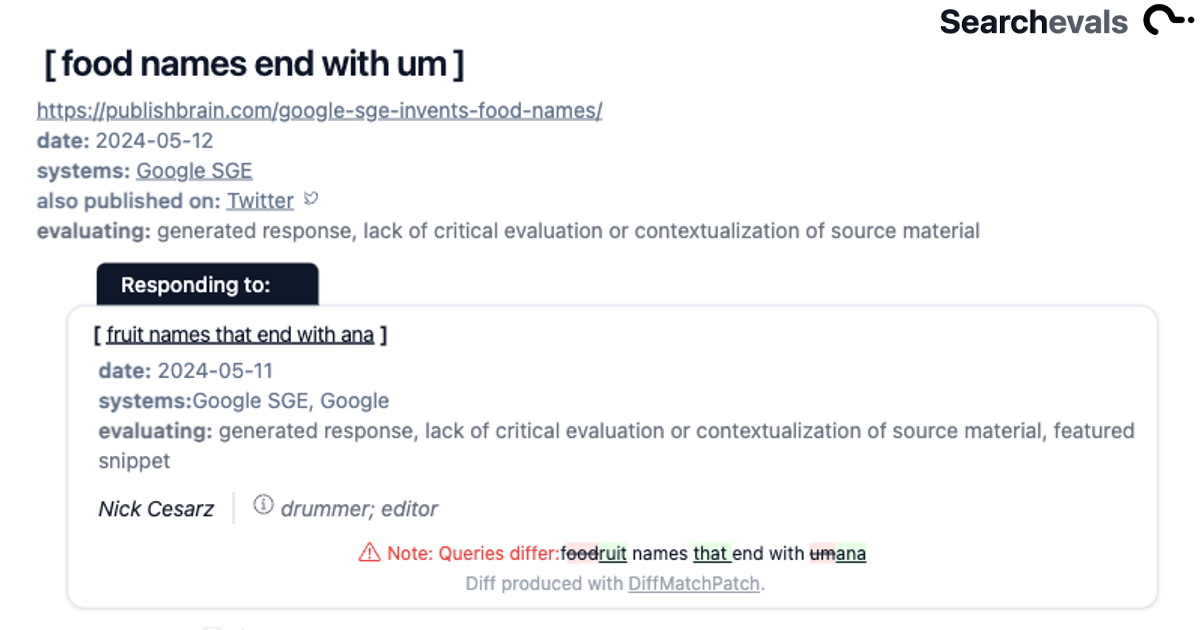 Searchevals
[ food names end with um ]
https://publishbrain.com/google-sge-invents-food-names/
date: 2024-05-12
systems: Google SGE
also published on: Twitter
evaluating: generated response, lack of critical evaluation or contextualization of source material
Responding to:
[ fruit names that end with ana ]
date: 2024-05-11
systems:Google SGE, Google
evaluating: generated response, lack of critical evaluation or contextualization of source material, featured
snippet
Nick Cesarz
drummer; editor
Note: Queries differ:foodruit names that end with umana
Diff produced with DiffMatchPatch.